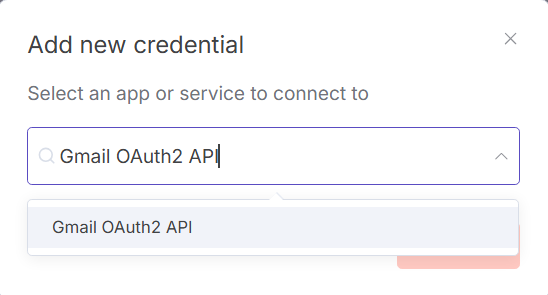 Add new credential
Select an app or service to connect to
Gmail OAuth2 API
Gmail OAuth2 API